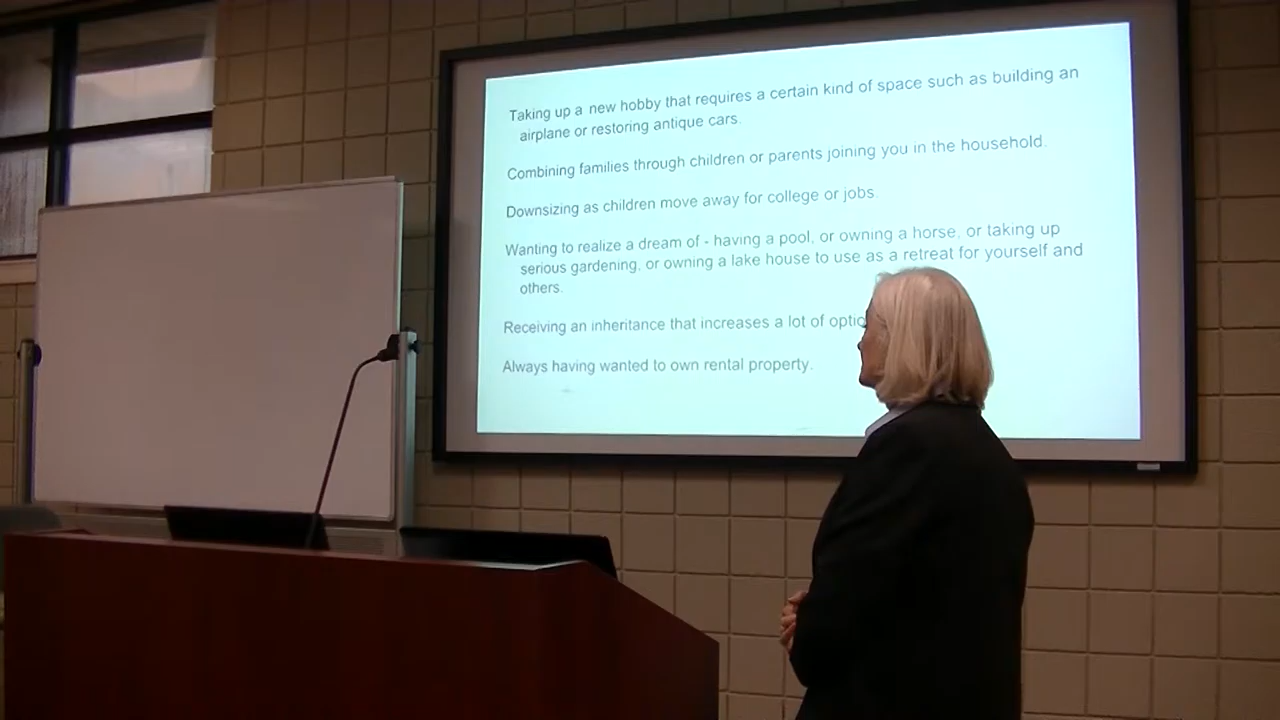 Taking up a new hobby that requires a certain kind of space such as building an
airplane or restoring antique cars.
Combining families through children or parents joining you in the household.
Downsizing as children move away for college or jobs.
Wanting to realize a dream of - having a pool, or owning a horse, or taking up
serious gardening, or owning a lake house to use as a retreat for yourself and
others.
Receiving an inheritance that increases a lot of
Always having wanted to own rental property.